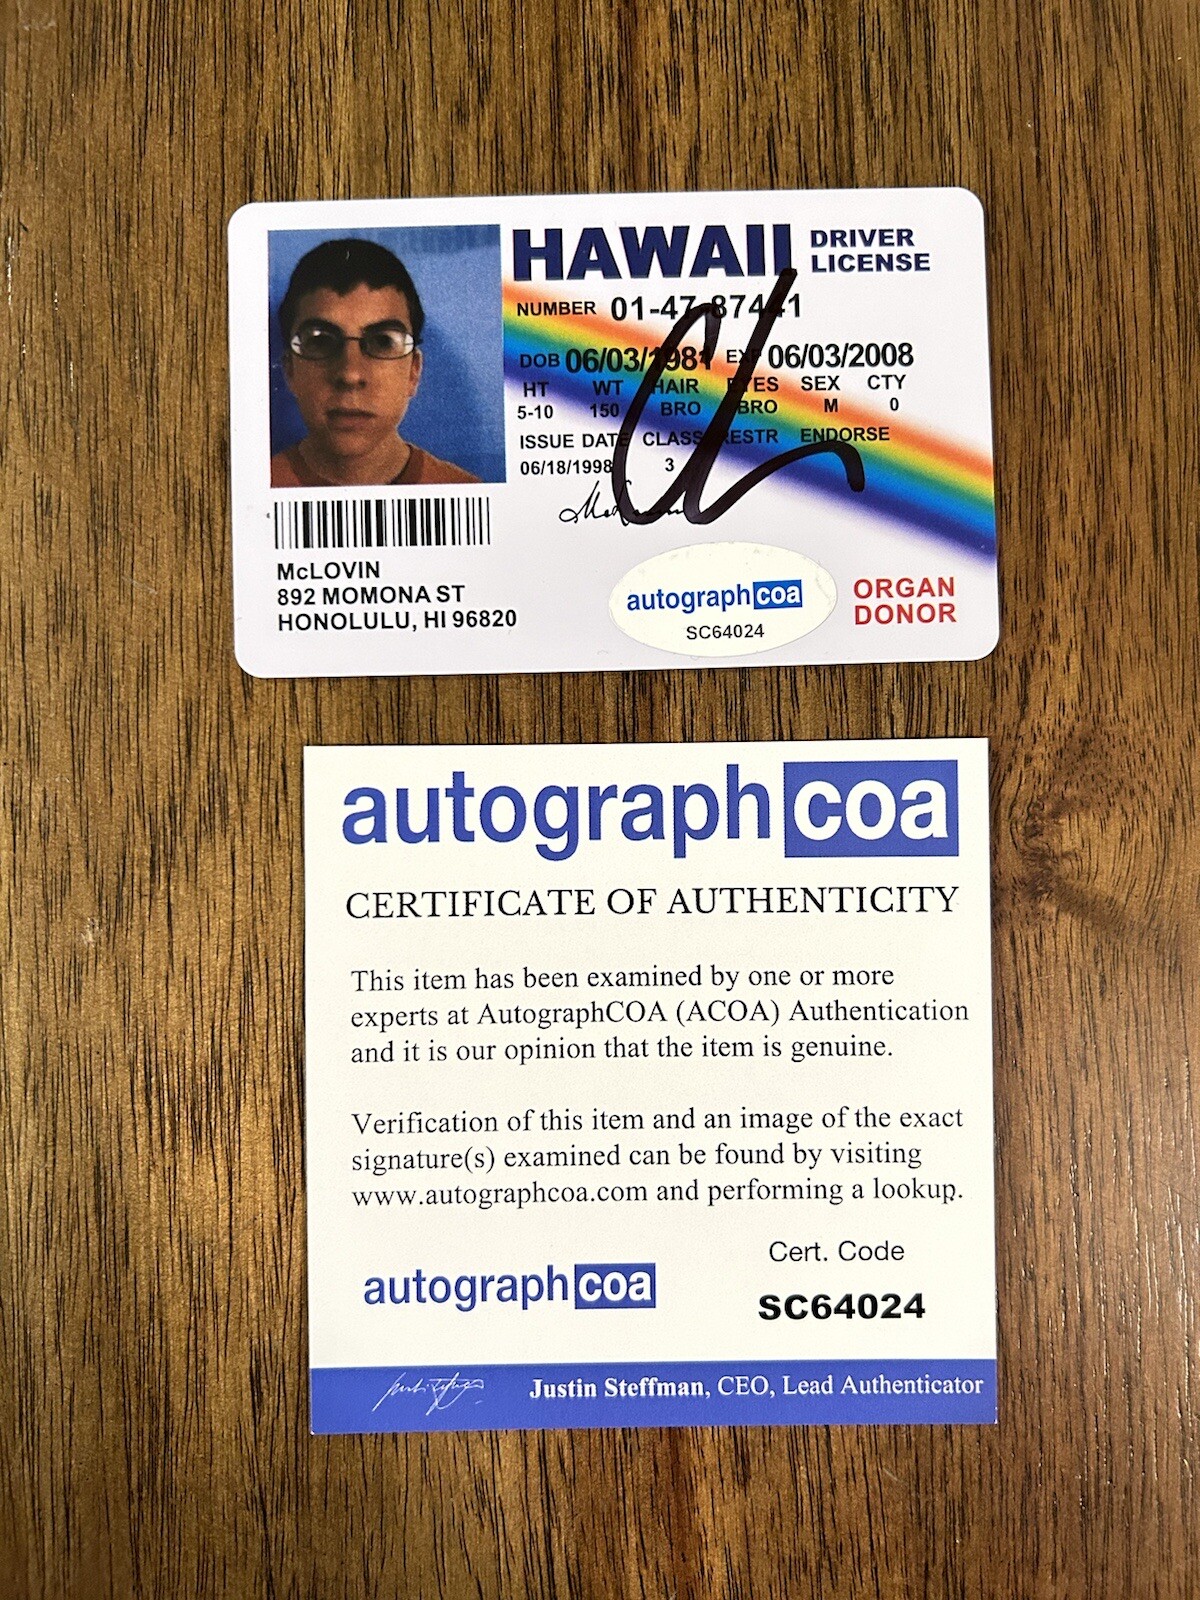 HAWAII DRIVER LICENSE
NUMBER 01-47-87441
DOB 06/03/1981 EXP 06/03/2008
HT WT HAIR EYES SEX CTY
5-10 150 BRO BRO M 0
ISSUE DATE CLASS RESTR ENDORSE
06/18/1998 3
McLOVIN
892 MOMONA ST
HONOLULU, HI 96820
autographcoa
SC64024
ORGAN
DONOR
autographcoa
CERTIFICATE OF AUTHENTICITY
This item has been examined by one or more
experts at AutographCOA (ACOA) Authentication
and it is our opinion that the item is genuine.
Verification of this item and an image of the exact
signature(s) examined can be found by visiting
www.autographcoa.com and performing a lookup.
autographcoa
Cert. Code
SC64024
Justin Steffman, CEO, Lead Authenticator